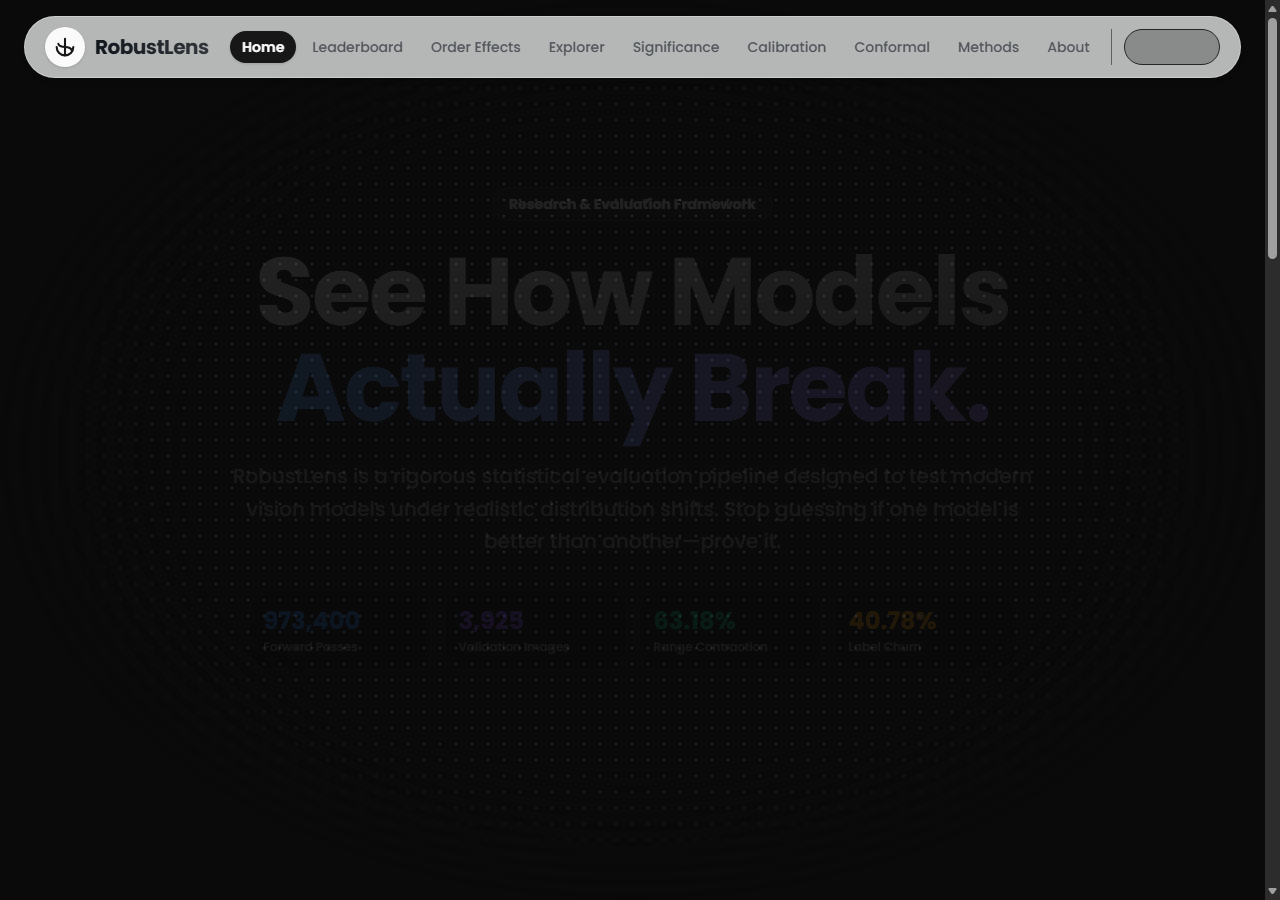 RobustLens
Home
Leaderboard
Order Effects
Explorer
Significance
Calibration
Conformal
Methods
About
Research & Evaluation Framework
See How Models
Actually Break.
RobustLens is a rigorous statistical evaluation pipeline designed to test modern
vision models under realistic distribution shifts. Stop guessing if one model is
better than another—prove it.
973,400
3,925
63.18%
40.78%
Forward Passes
Validation Images
Range Contraction
Label Churn